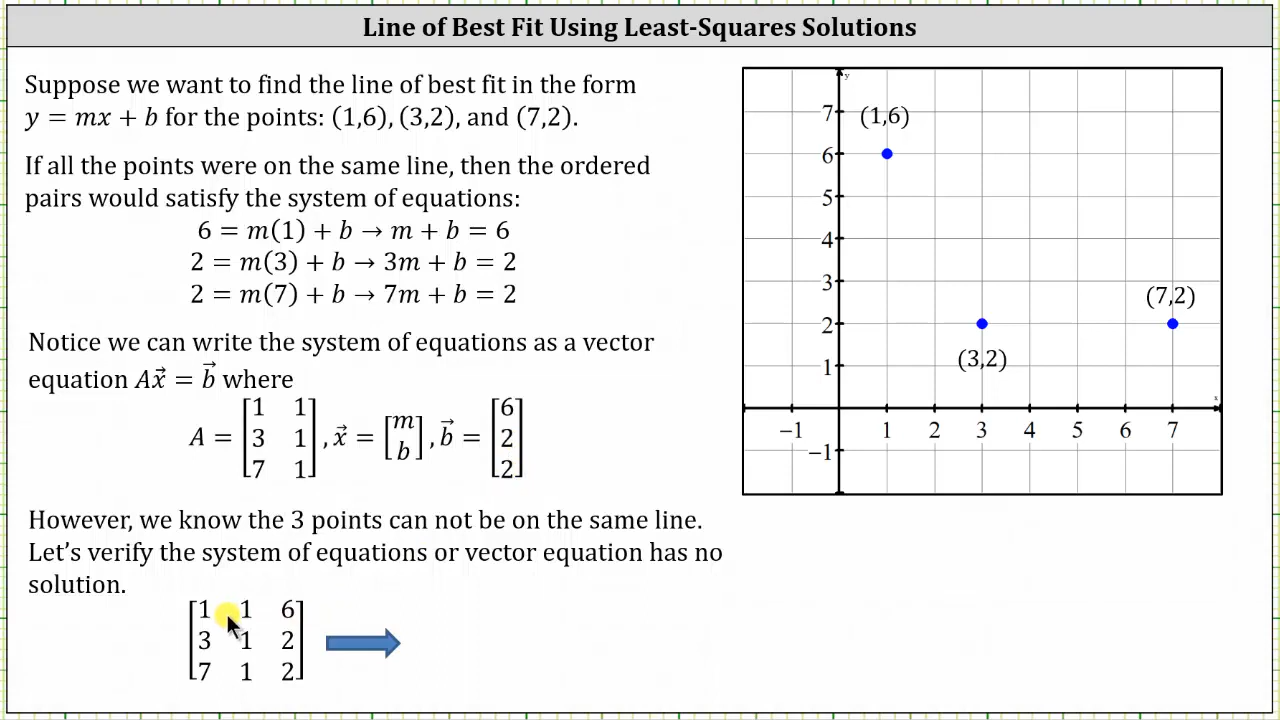 Line of Best Fit Using Least-Squares Solutions
Suppose we want to find the line of best fit in the form
y = mx + b for the points: (1,6), (3,2), and (7,2).
If all the points were on the same line, then the ordered
pairs would satisfy the system of equations:
6 = m(1) + b → m + b = 6
2 = m(3) + b → 3m + b = 2
2 = m(7) + b → 7m + b = 2
Notice we can write the system of equations as a vector
equation Ax⃗ = b⃗ where
A = [1 1; 3 1; 7 1], x⃗ = [m; b], b⃗ = [6; 2; 2]
However, we know the 3 points can not be on the same line.
Let's verify the system of equations or vector equation has no
solution.
1 1 6
3 1 2
7 1 2
y
7
(1,6)
6
5
4
3
(7,2)
2
(3,2)
1
x
−1 1 2 3 4 5 6 7
−1